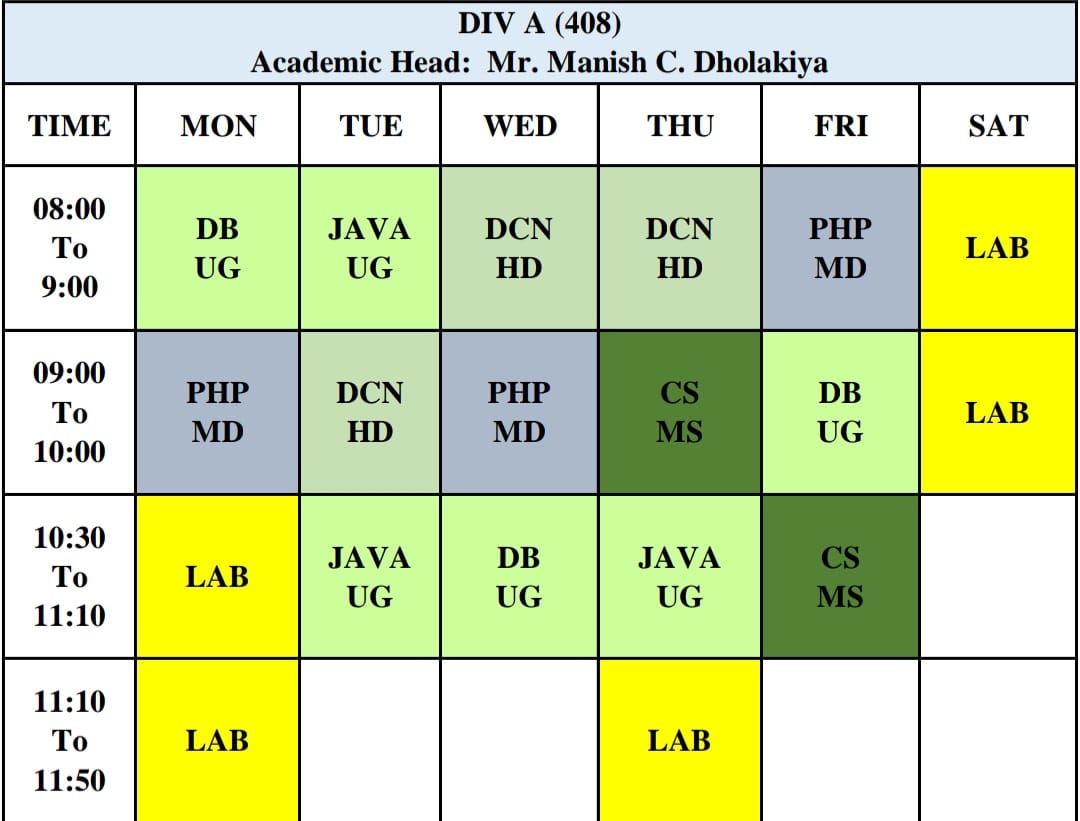 DIV A (408)
Academic Head: Mr. Manish C. Dholakiya
TIME MON TUE WED THU FRI SAT
08:00 To 9:00 DB UG JAVA UG DCN HD DCN HD PHP MD LAB
09:00 To 10:00 PHP MD DCN HD PHP MD CS MS DB UG LAB
10:30 To 11:10 LAB JAVA UG DB UG JAVA UG CS MS
11:10 To 11:50 LAB LAB